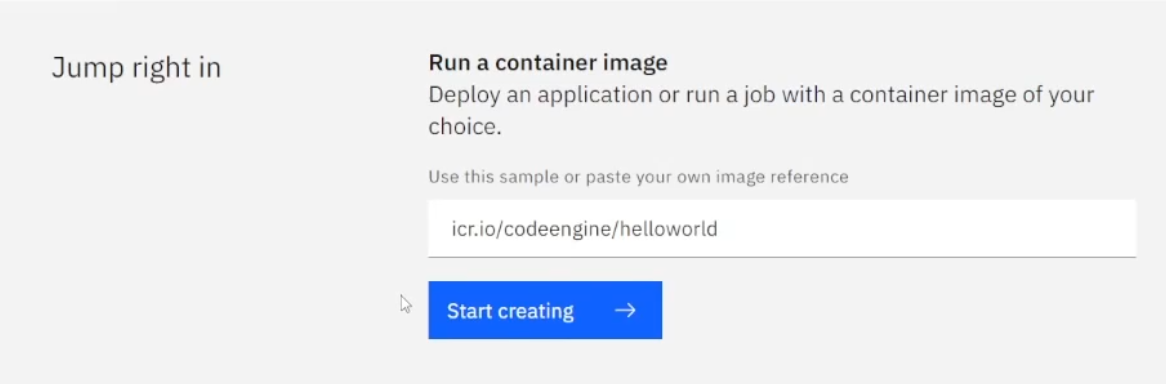 Jump right in
Run a container image
Deploy an application or run a job with a container image of your
choice.
Use this sample or paste your own image reference
icr.io/codeengine/helloworld
Start creating